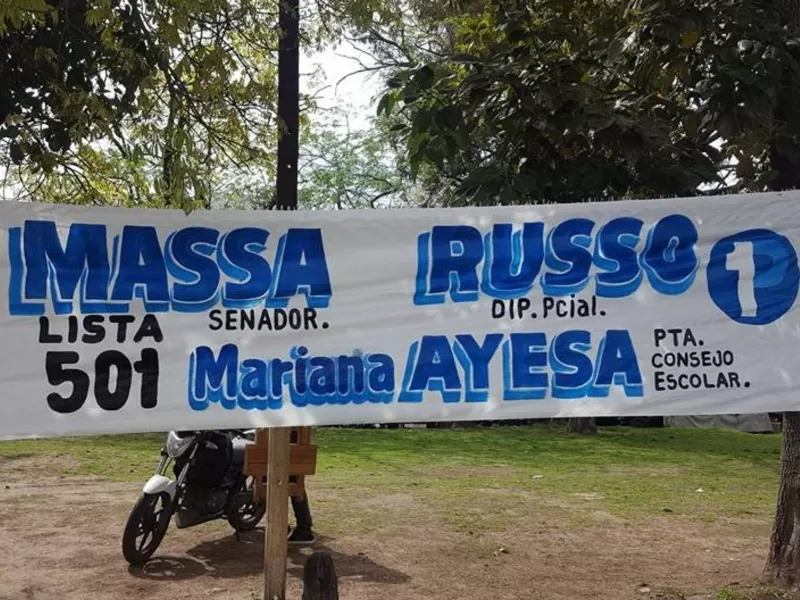 MASSA RUSSO 1
SENADOR. DIP. Pcial.
LISTA
501 Mariana AYESA PTA.
CONSEJO
ESCOLAR.